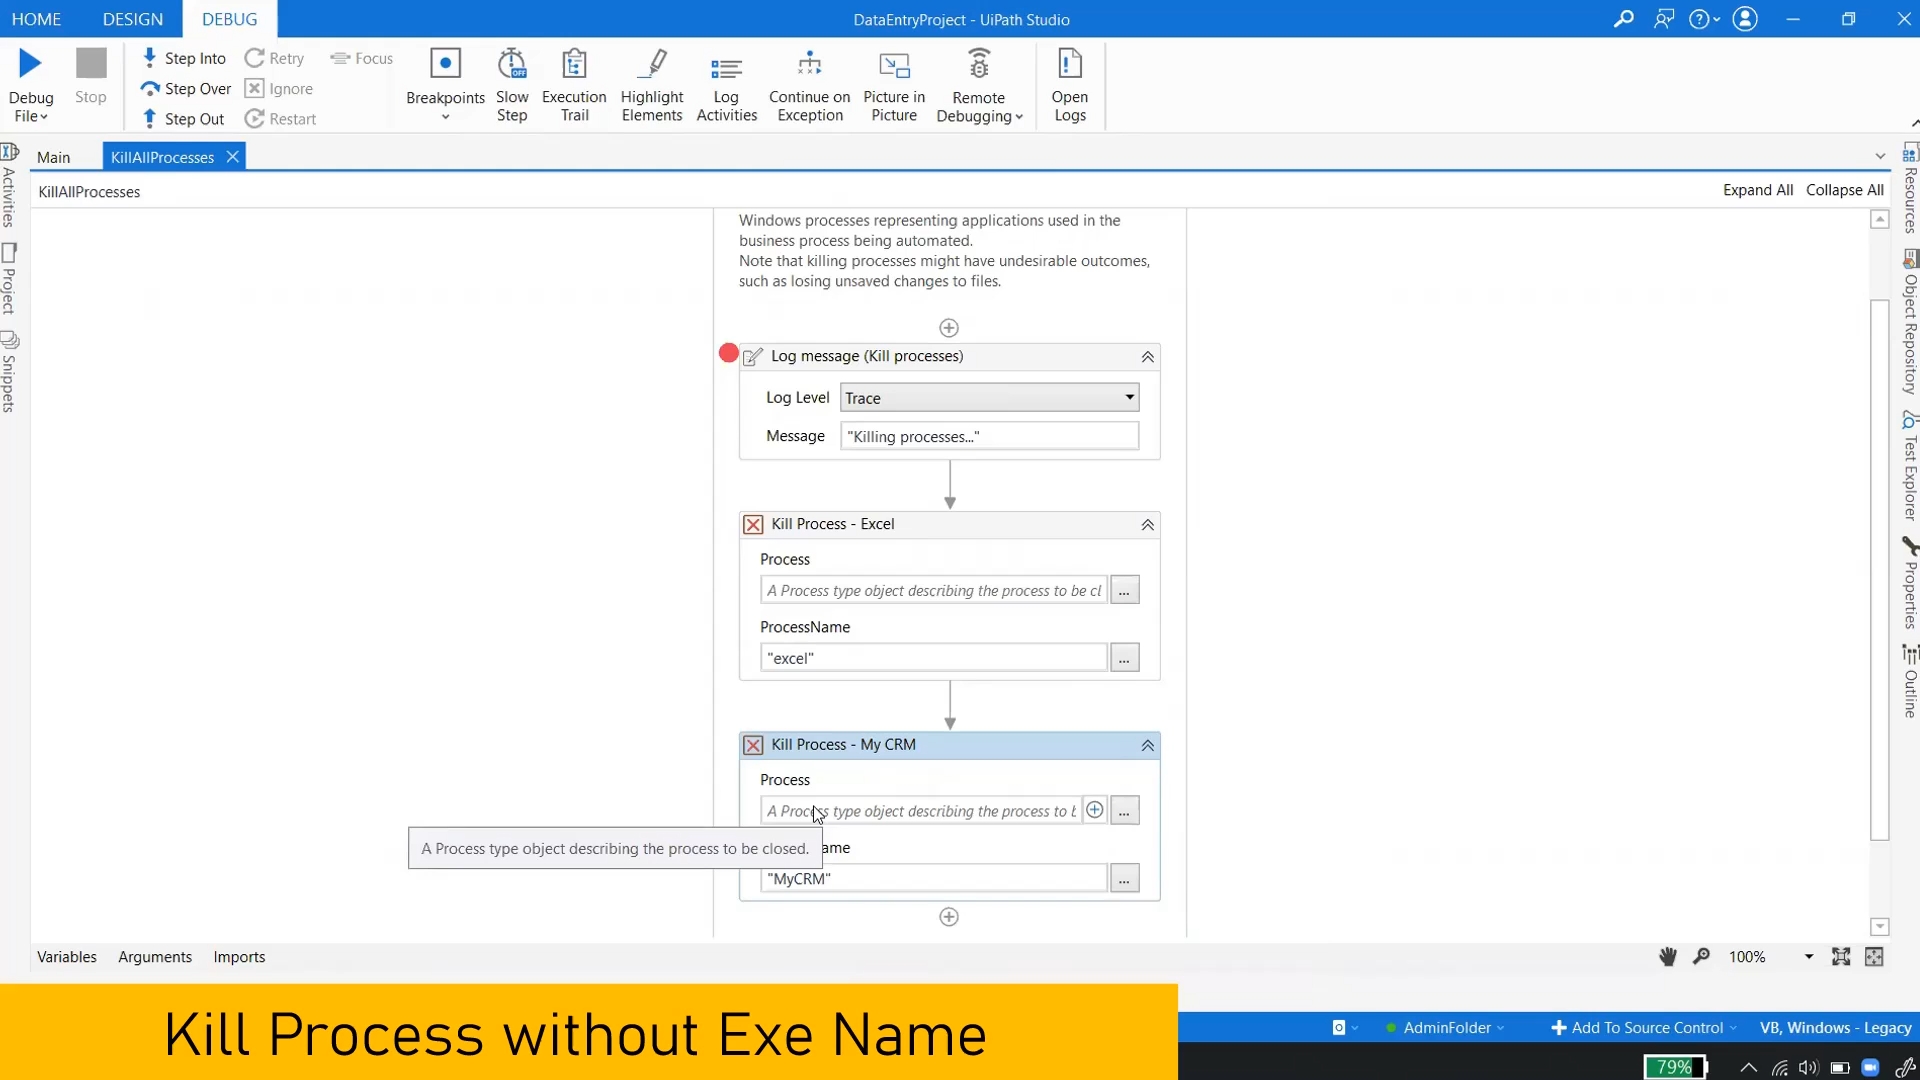 HOME DESIGN DEBUG DataEntryProject - UiPath Studio
Debug File
Stop
Step Into
Step Over
Step Out
Retry
Ignore
Restart
Focus
Breakpoints
Slow Step
OFF
Execution Trail
Highlight Elements
Log Activities
Continue on Exception
Picture in Picture
Remote Debugging
Open Logs
Main KillAllProcesses
KillAllProcesses
Expand All Collapse All
Activities
Project
Snippets
Windows processes representing applications used in the
business process being automated.
Note that killing processes might have undesirable outcomes,
such as losing unsaved changes to files.
Log message (Kill processes)
Log Level Trace
Message "Killing processes..."
Kill Process - Excel
Process
A Process type object describing the process to be cl ...
ProcessName
"excel" ...
Kill Process - My CRM
Process
A Process type object describing the process to b ...
A Process type object describing the process to be closed.
ame
"MyCRM" ...
Resources
Object Repository
Test Explorer
Properties
Outline
Variables Arguments Imports
100%
Kill Process without Exe Name
AdminFolder Add To Source Control VB, Windows - Legacy
79%